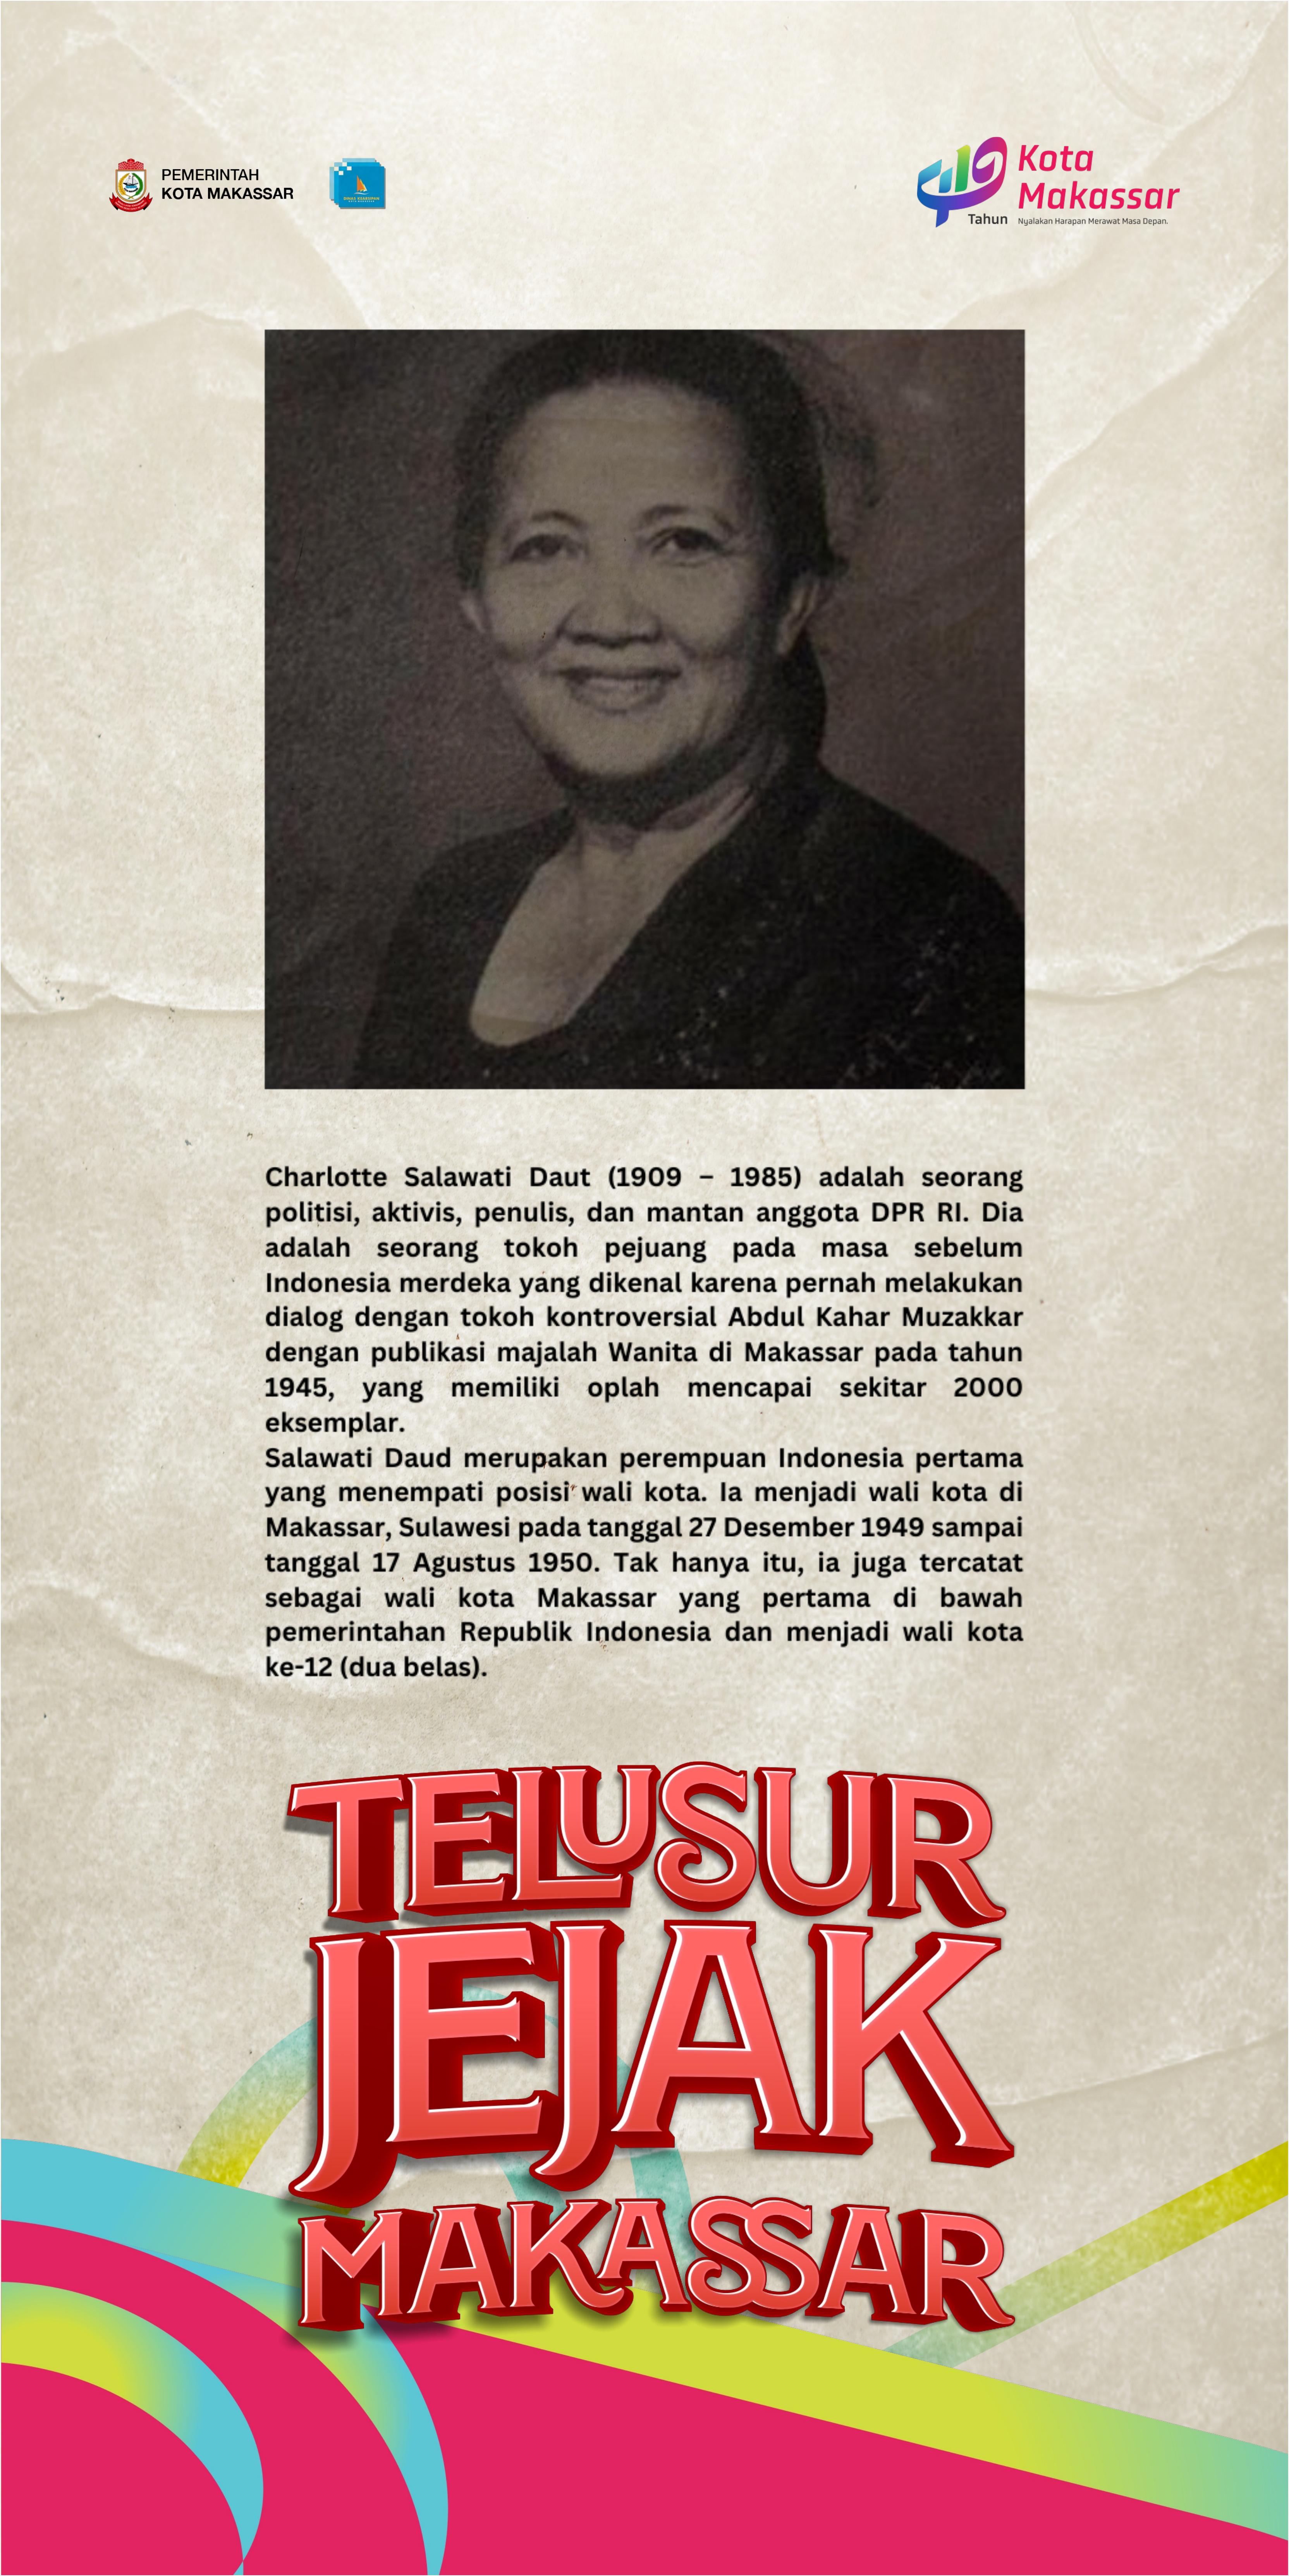 PEMERINTAH
KOTA MAKASSAR
419
Kota
Makassar
Tahun
Nyalakan Harapan Merawat Masa Depan.
Charlotte Salawati Daut (1909 – 1985) adalah seorang
politisi, aktivis, penulis, dan mantan anggota DPR RI. Dia
adalah seorang tokoh pejuang pada masa sebelum
Indonesia merdeka yang dikenal karena pernah melakukan
dialog dengan tokoh kontroversial Abdul Kahar Muzakkar
dengan publikasi majalah Wanita di Makassar pada tahun
1945, yang memiliki oplah mencapai sekitar 2000
eksemplar.
Salawati Daud merupakan perempuan Indonesia pertama
yang menempati posisi wali kota. Ia menjadi wali kota di
Makassar, Sulawesi pada tanggal 27 Desember 1949 sampai
tanggal 17 Agustus 1950. Tak hanya itu, ia juga tercatat
sebagai wali kota Makassar yang pertama di bawah
pemerintahan Republik Indonesia dan menjadi wali kota
ke-12 (dua belas).
TELUSUR
JEJAK
MAKASSAR